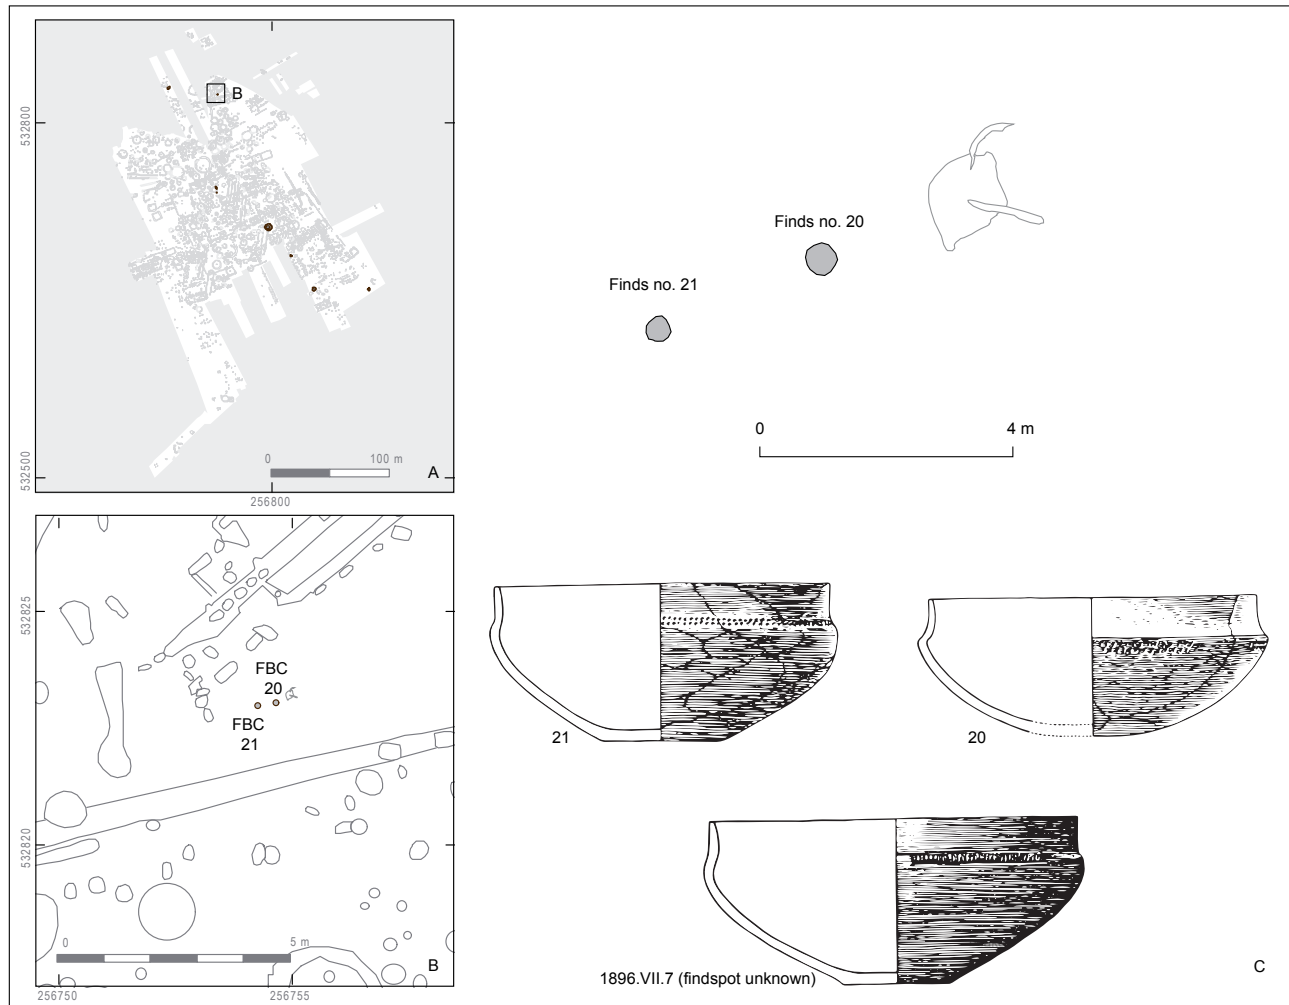 B
532800
532500
0 100 m
A
256800
Finds no. 20
Finds no. 21
0 4 m
532825
FBC
20
FBC
21
532820
0 5 m
B
256750 256755
21
20
1896.VII.7 (findspot unknown)
C